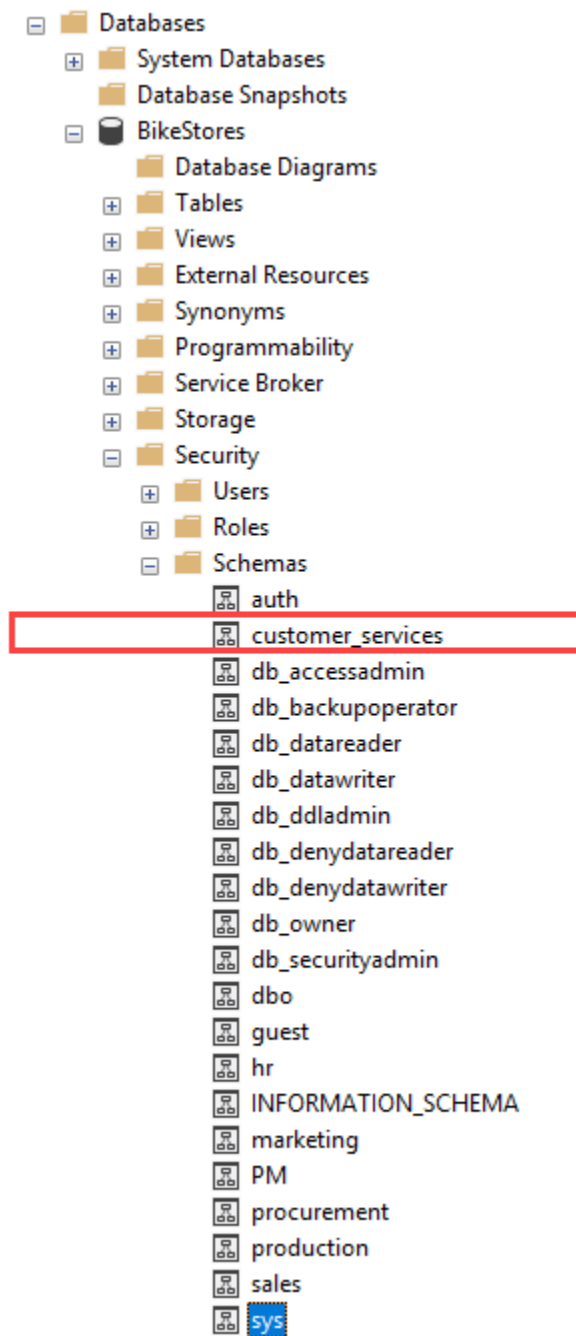 Databases
System Databases
Database Snapshots
BikeStores
Database Diagrams
Tables
Views
External Resources
Synonyms
Programmability
Service Broker
Storage
Security
Users
Roles
Schemas
auth
customer_services
db_accessadmin
db_backupoperator
db_datareader
db_datawriter
db_ddladmin
db_denydatareader
db_denydatawriter
db_owner
db_securityadmin
dbo
guest
hr
INFORMATION_SCHEMA
marketing
PM
procurement
production
sales
sys